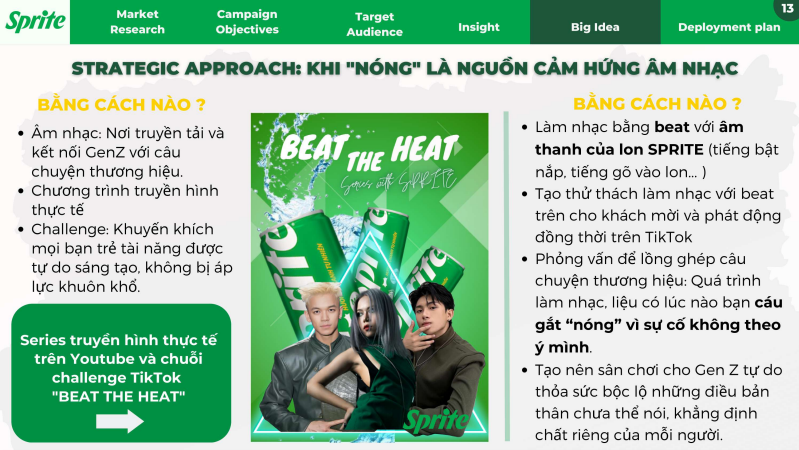 Sprite
Market
Research
Campaign
Objectives
Target
Audience
Insight
Big Idea
Deployment plan
13
STRATEGIC APPROACH: KHI "NÓNG" LÀ NGUỒN CẢM HỨNG ÂM NHẠC
BẰNG CÁCH NÀO ?
• Âm nhạc: Nơi truyền tải và
kết nối GenZ với câu
chuyện thương hiệu.
• Chương trình truyền hình
thực tế
• Challenge: Khuyến khích
mọi bạn trẻ tài năng được
tự do sáng tạo, không bị áp
lực khuôn khổ.
Series truyền hình thực tế
trên Youtube và chuỗi
challenge TikTok
"BEAT THE HEAT"
BEAT
THE HEAT
Series with SPRITE
Sprite
Sprite
Sprite
Sprite
BẰNG CÁCH NÀO ?
• Làm nhạc bằng beat với âm
thanh của lon SPRITE (tiếng bật
nắp, tiếng gõ vào lon... )
• Tạo thử thách làm nhạc với beat
trên cho khách mời và phát động
đồng thời trên TikTok
• Phỏng vấn để lồng ghép câu
chuyện thương hiệu: Quá trình
làm nhạc, liệu có lúc nào bạn cáu
gắt “nóng” vì sự cố không theo
ý mình.
• Tạo nên sân chơi cho Gen Z tự do
thỏa sức bộc lộ những điều bản
thân chưa thể nói, khẳng định
chất riêng của mỗi người.